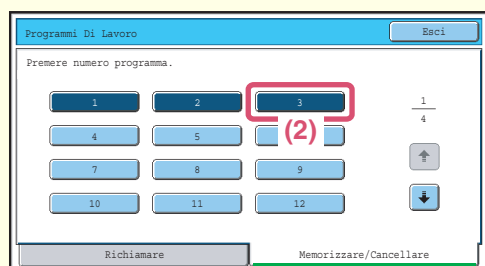 Programmi Di Lavoro Esci
Premere numero programma.
1 2 3 1
4 5 (2) 4
7 8 9
10 11 12
Richiamare Memorizzare/Cancellare